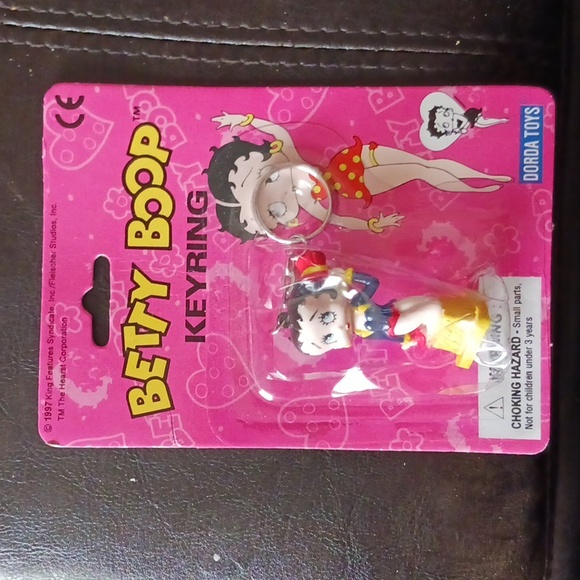 CE
BETTY BOOP™
KEYRING
© 1997 King Features Syndicate, Inc./Fleischer Studios, Inc.
TM The Hearst Corporation
DORDA TOYS
WARNING:
CHOKING HAZARD - Small parts,
Not for children under 3 years